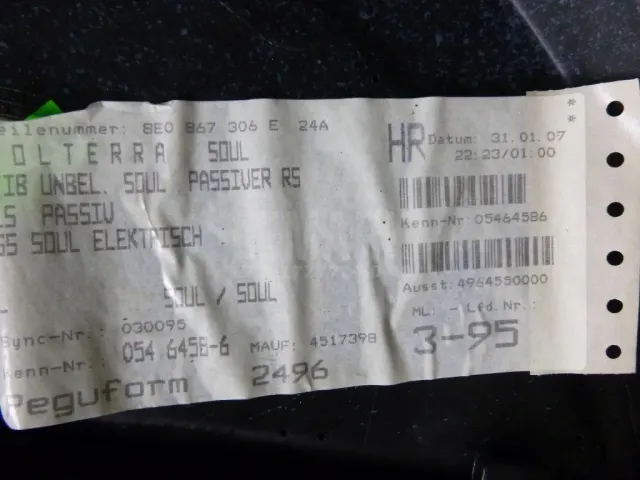 eilenummer: 8E0 867 306 E 24A
OLTERRA SOUL
IB UNBEL. SOUL PASSIVER RS
LS PASSIV
GS SOUL ELEKTRISCH
SOUL / SOUL
Sync-Nr.: 030095
Kenn-Nr.: 054 6458-6
MAUF: 4517398
Peguform 2496
HR Datum: 31.01.07
22:23/01:00
Kenn-Nr: 05464586
Ausst: 4964550000
ML: - Lfd.Nr.:
3-95
*
*